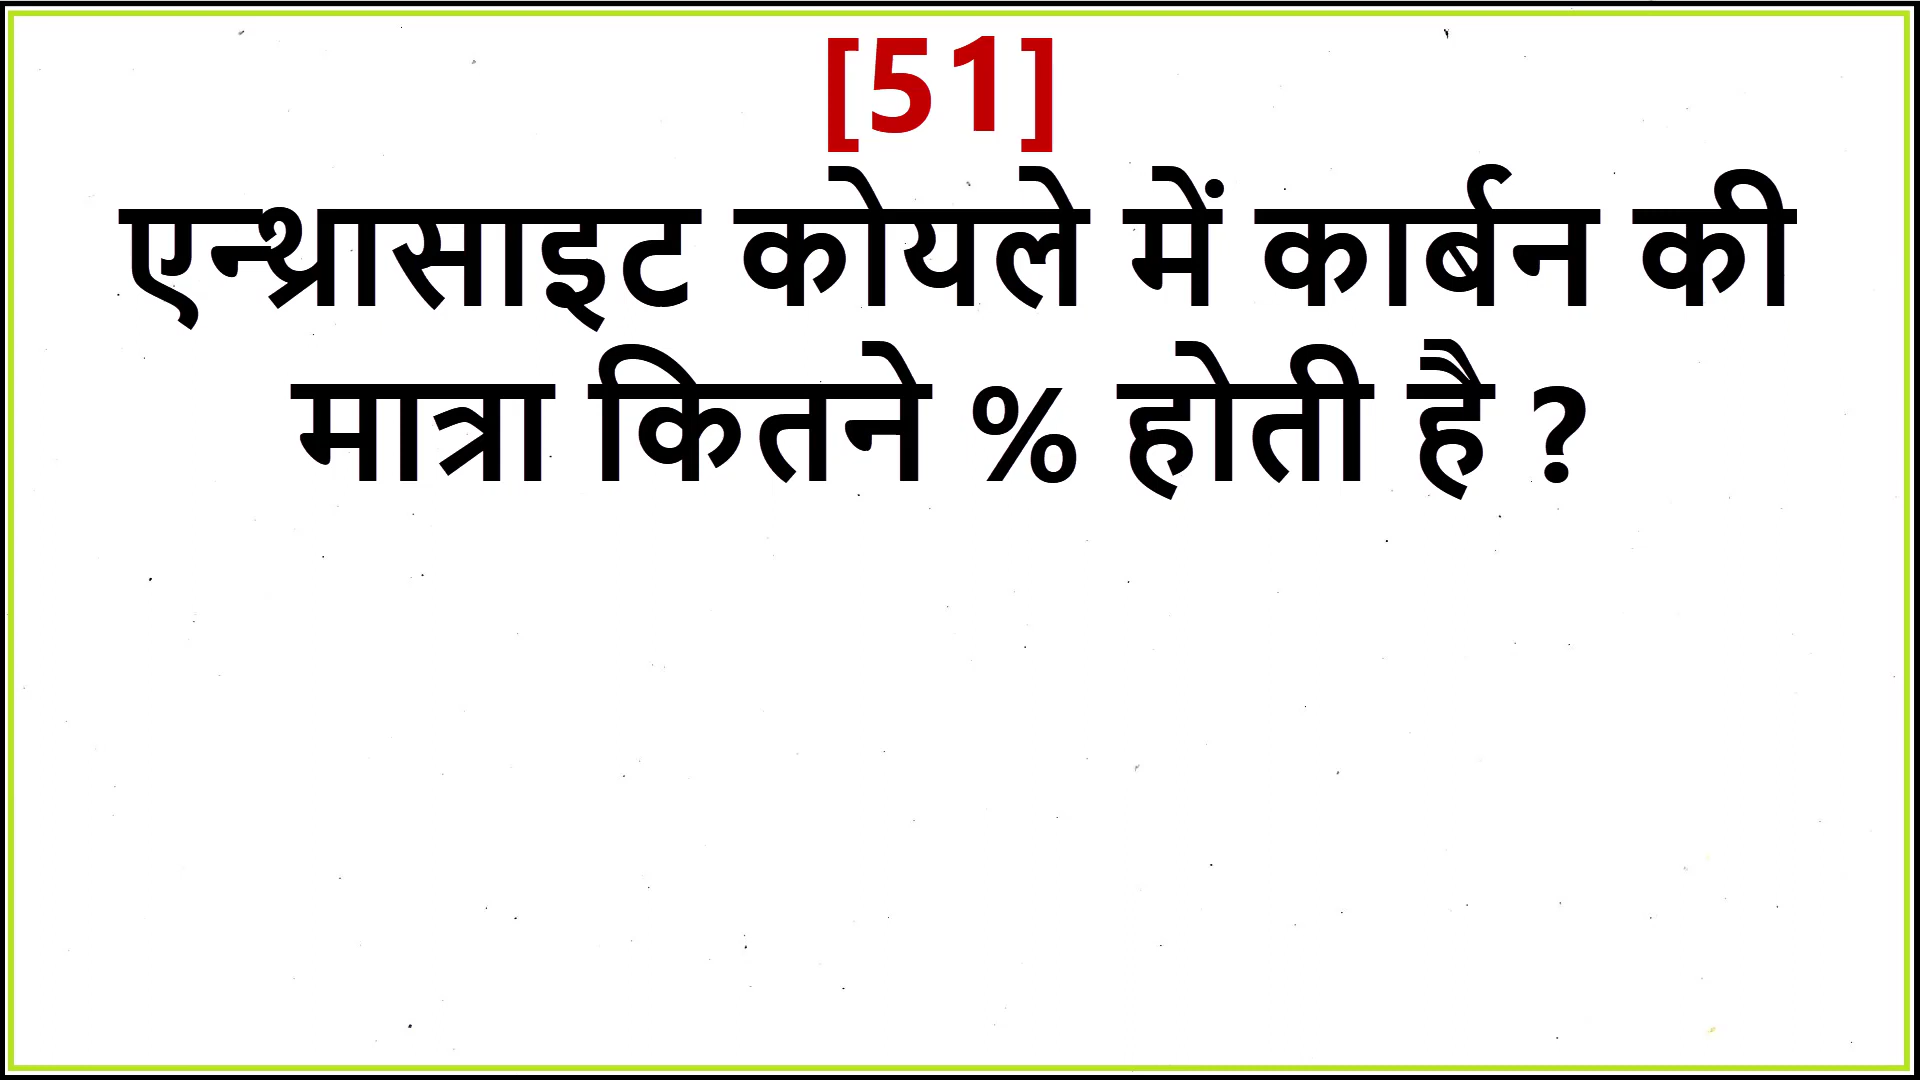 [51]
एन्थ्रासाइट कोयले में कार्बन की
मात्रा कितने % होती है ?